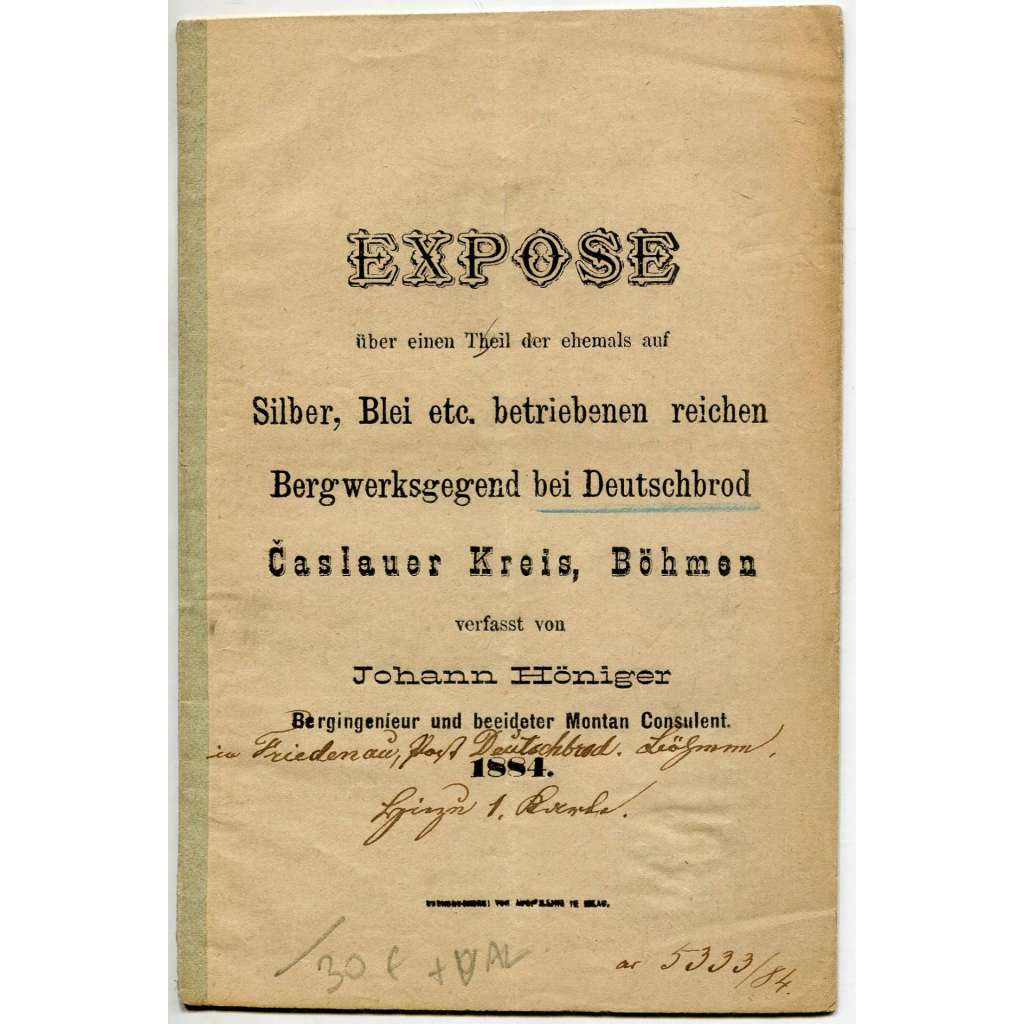 EXPOSE
über einen Theil der ehemals auf
Silber, Blei etc. betriebenen reichen
Bergwerksgegend bei Deutschbrod
Časlauer Kreis, Böhmen
verfasst von
Johann Höniger
Bergingenieur und beeideter Montan Consulent.
in Friedenau, Post Deutschbrod. Böhmen.
1884.
Hiezu 1. Karte.
30 €
5333/84.